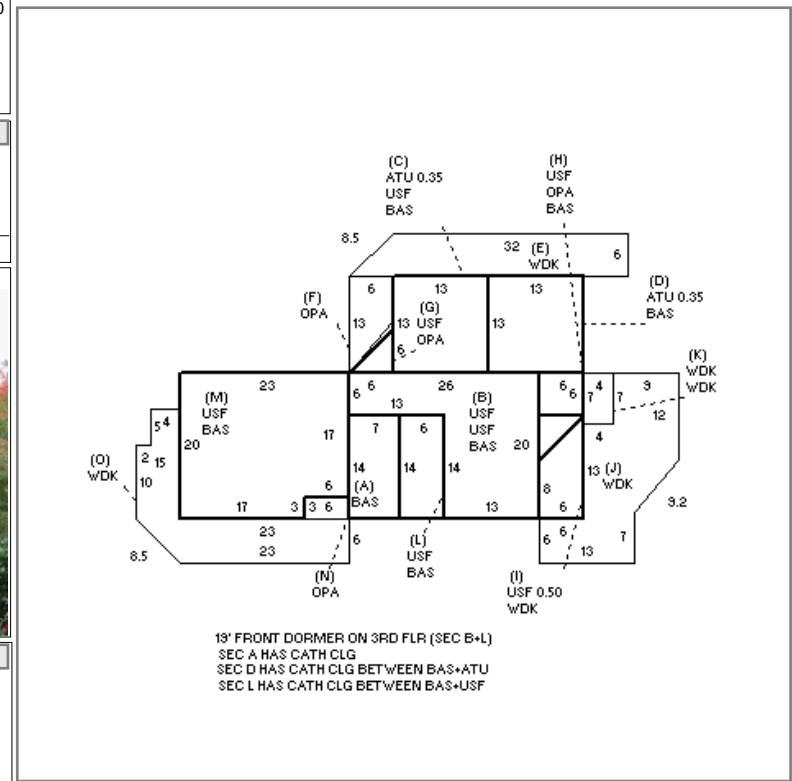 (C)
ATU 0.35
USF
BAS
(H)
USF
OPA
BAS
8.5
32
(E)
WDK
6
(F)
OPA
6
13
13
(G)
USF
OPA
6
13
13
13
(D)
ATU 0.35
BAS
(K)
WDK
WDK
23
(M)
USF
BAS
17
20
6
6
26
13
(B)
USF
USF
BAS
20
6
6
4
7
7
9
12
4
5
4
2
15
10
(O)
WDK
7
6
14
14
14
(A)
BAS
13
(J)
WDK
8
9.2
6
17
3
3
6
13
6
23
23
6
6
6
7
13
8.5
(N)
OPA
(L)
USF
BAS
(I)
USF 0.50
WDK
19' FRONT DORMER ON 3RD FLR (SEC B+L)
SEC A HAS CATH CLG
SEC D HAS CATH CLG BETWEEN BAS+ATU
SEC L HAS CATH CLG BETWEEN BAS+USF